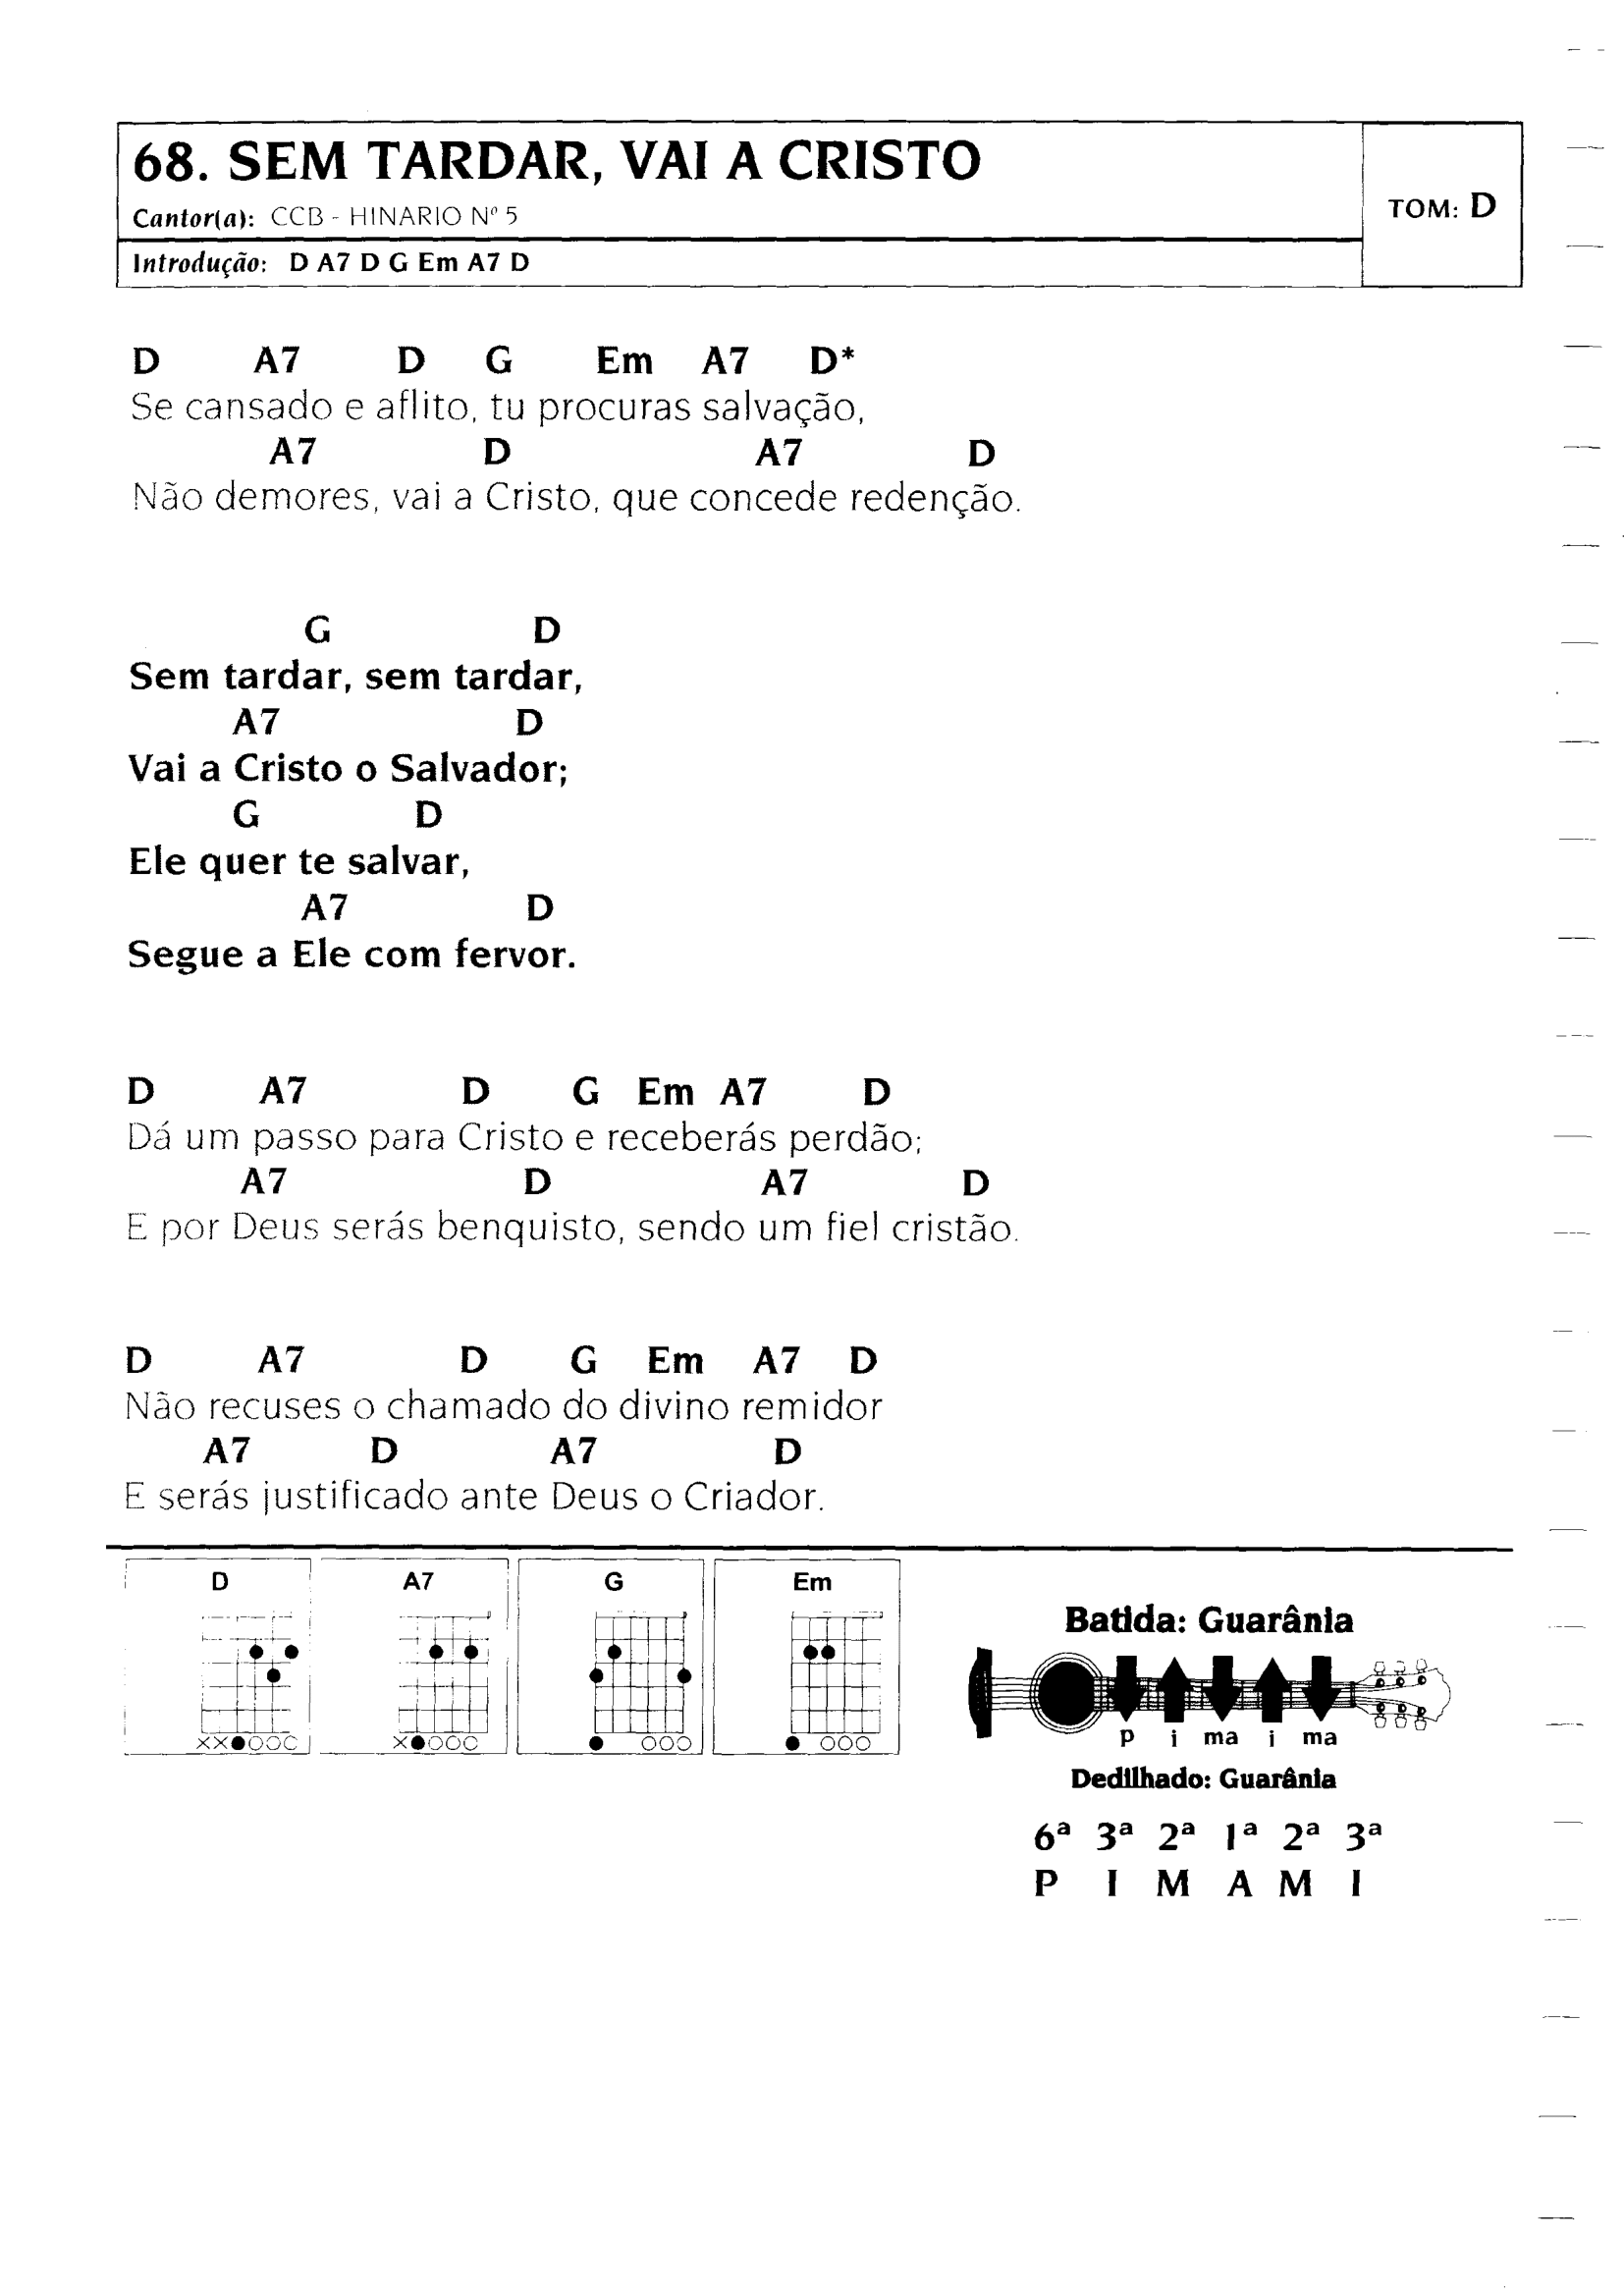 68. SEM TARDAR, VAI A CRISTO
Cantor(a): CCB - HINARIO Nº 5
TOM: D
Introdução: D A7 D G Em A7 D
D A7 D G Em A7 D*
Se cansado e aflito, tu procuras salvação,
A7 D A7 D
Não demores, vai a Cristo, que concede redenção.
G D
Sem tardar, sem tardar,
A7 D
Vai a Cristo o Salvador;
G D
Ele quer te salvar,
A7 D
Segue a Ele com fervor.
D A7 D G Em A7 D
Dá um passo para Cristo e receberás perdão;
A7 D A7 D
E por Deus serás benquisto, sendo um fiel cristão.
D A7 D G Em A7 D
Não recuses o chamado do divino remidor
A7 D A7 D
E serás justificado ante Deus o Criador.
D A7 G Em
Batida: Guarânia
p i ma i ma
Dedilhado: Guarânia
6ª 3ª 2ª 1ª 2ª 3ª
P I M A M I